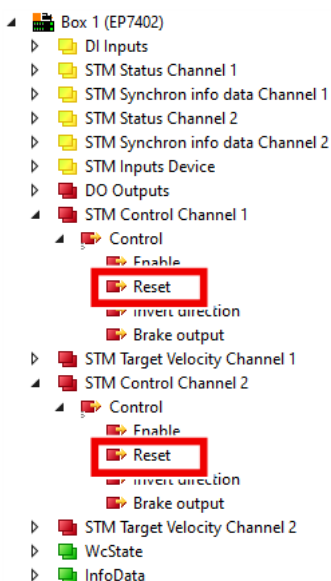 Box 1 (EP7402)
DI Inputs
STM Status Channel 1
STM Synchron info data Channel 1
STM Status Channel 2
STM Synchron info data Channel 2
STM Inputs Device
DO Outputs
STM Control Channel 1
Control
Enable
Reset
Invert direction
Brake output
STM Target Velocity Channel 1
STM Control Channel 2
Control
Enable
Reset
Invert direction
Brake output
STM Target Velocity Channel 2
WcState
InfoData